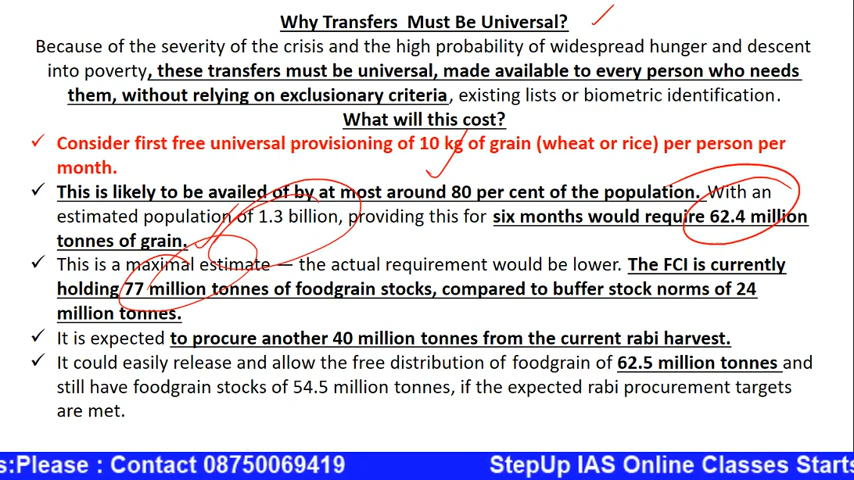 Why Transfers Must Be Universal?
Because of the severity of the crisis and the high probability of widespread hunger and descent
into poverty, these transfers must be universal, made available to every person who needs
them, without relying on exclusionary criteria, existing lists or biometric identification.
What will this cost?
Consider first free universal provisioning of 10 kg of grain (wheat or rice) per person per
month.
This is likely to be availed of by at most around 80 per cent of the population. With an
estimated population of 1.3 billion, providing this for six months would require 62.4 million
tonnes of grain.
This is a maximal estimate — the actual requirement would be lower. The FCI is currently
holding 77 million tonnes of foodgrain stocks, compared to buffer stock norms of 24
million tonnes.
It is expected to procure another 40 million tonnes from the current rabi harvest.
It could easily release and allow the free distribution of foodgrain of 62.5 million tonnes and
still have foodgrain stocks of 54.5 million tonnes, if the expected rabi procurement targets
are met.
s:Please : Contact 08750069419 StepUp IAS Online Classes Starts